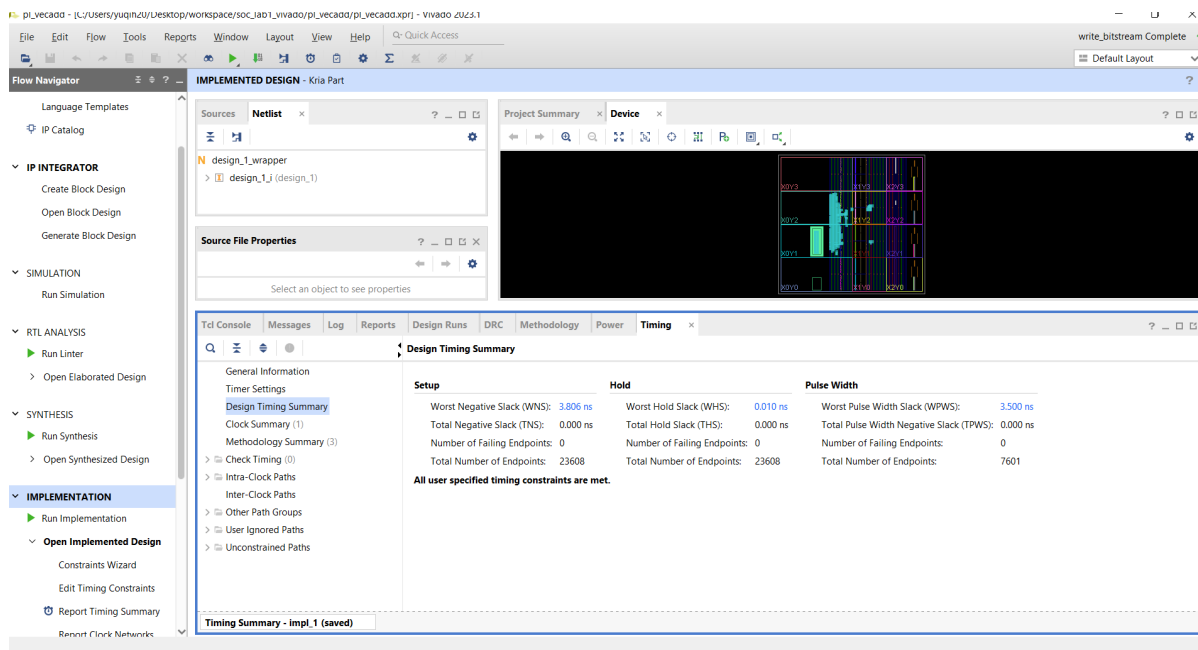 pl_vecadd - [C:/Users/yuqin20/Desktop/workspace/soc_lab1_vivado/pl_vecadd/pl_vecadd.xpr] - Vivado 2023.1
File Edit Flow Tools Reports Window Layout View Help Q- Quick Access write_bitstream Complete
Default Layout
Flow Navigator
IMPLEMENTED DESIGN - Kria Part
Language Templates
IP Catalog
IP INTEGRATOR
Create Block Design
Open Block Design
Generate Block Design
SIMULATION
Run Simulation
RTL ANALYSIS
Run Linter
Open Elaborated Design
SYNTHESIS
Run Synthesis
Open Synthesized Design
IMPLEMENTATION
Run Implementation
Open Implemented Design
Constraints Wizard
Edit Timing Constraints
Report Timing Summary
Report Clock Networks
Sources Netlist
N design_1_wrapper
design_1_i (design_1)
Source File Properties
Select an object to see properties
Project Summary Device
X0Y3 X1Y3 X2Y3
X0Y2 X1Y2 X2Y2
X0Y1 X1Y1 X2Y1
X0Y0 X1Y0 X2Y0
Tcl Console Messages Log Reports Design Runs DRC Methodology Power Timing
General Information
Timer Settings
Design Timing Summary
Clock Summary (1)
Methodology Summary (3)
Check Timing (0)
Intra-Clock Paths
Inter-Clock Paths
Other Path Groups
User Ignored Paths
Unconstrained Paths
Design Timing Summary
Setup Hold Pulse Width
Worst Negative Slack (WNS): 3.806 ns Worst Hold Slack (WHS): 0.010 ns Worst Pulse Width Slack (WPWS): 3.500 ns
Total Negative Slack (TNS): 0.000 ns Total Hold Slack (THS): 0.000 ns Total Pulse Width Negative Slack (TPWS): 0.000 ns
Number of Failing Endpoints: 0 Number of Failing Endpoints: 0 Number of Failing Endpoints: 0
Total Number of Endpoints: 23608 Total Number of Endpoints: 23608 Total Number of Endpoints: 7601
All user specified timing constraints are met.
Timing Summary - impl_1 (saved)